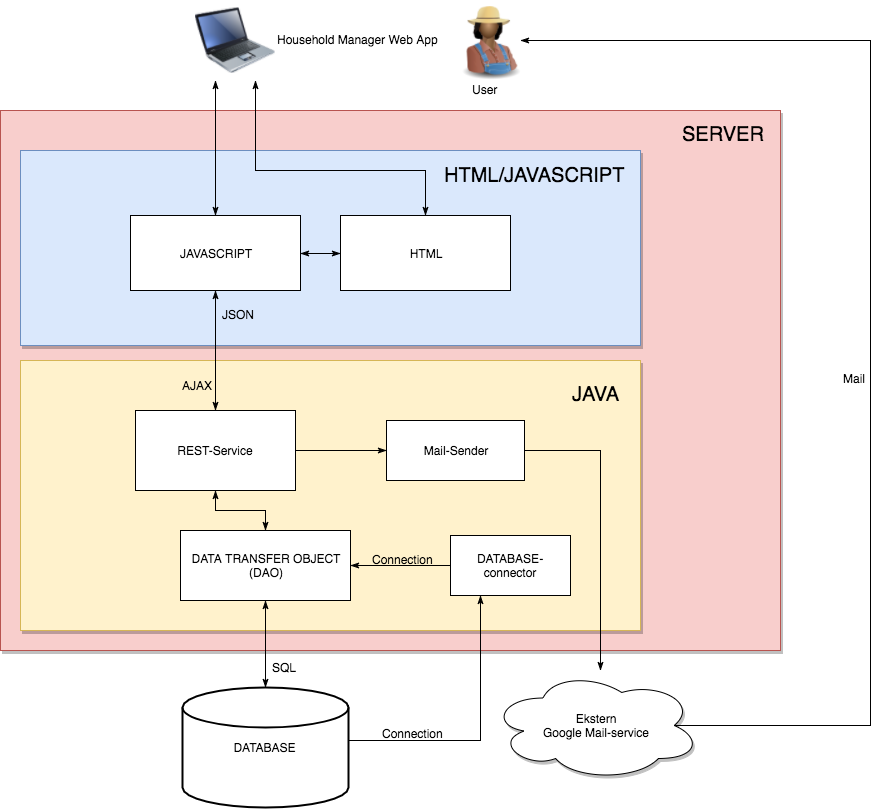 Household Manager Web App
User
SERVER
HTML/JAVASCRIPT
JAVASCRIPT
HTML
JSON
Mail
AJAX
JAVA
REST-Service
Mail-Sender
DATA TRANSFER OBJECT
(DAO)
Connection
DATABASE-
connector
SQL
Ekstern
Google Mail-service
Connection
DATABASE